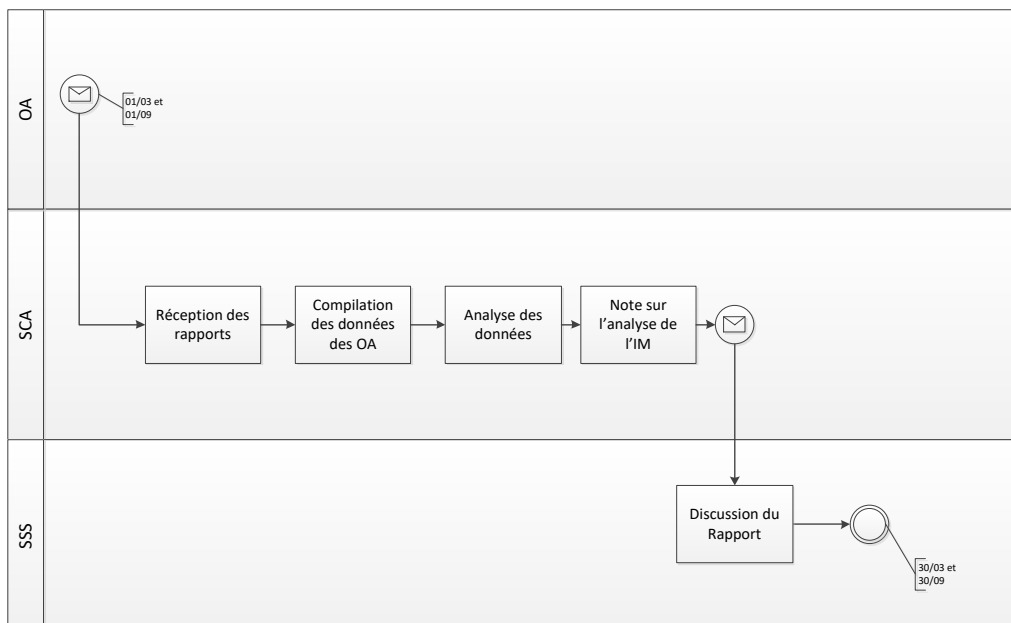 OA
01/03 et
01/09
SCA
Réception des
rapports
Compilation
des données
des OA
Analyse des
données
Note sur
l’analyse de
l’IM
SSS
Discussion du
Rapport
30/03 et
30/09